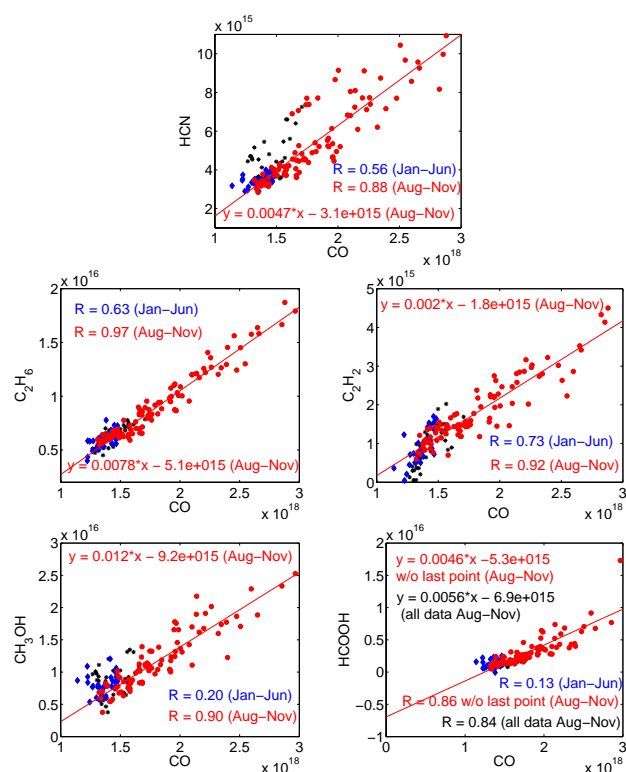 x 10^15
10
8
6
4
2
HCN
R = 0.56 (Jan−Jun)
R = 0.88 (Aug−Nov)
y = 0.0047*x − 3.1e+015 (Aug−Nov)
1 1.5 2 2.5 3
CO
x 10^18
x 10^16
2
1.5
1
0.5
C2H6
R = 0.63 (Jan−Jun)
R = 0.97 (Aug−Nov)
y = 0.0078*x − 5.1e+015 (Aug−Nov)
1 1.5 2 2.5 3
CO
x 10^18
x 10^15
5
4
3
2
1
0
C2H2
y = 0.002*x − 1.8e+015(Aug−Nov)
R = 0.73 (Jan−Jun)
R = 0.92 (Aug−Nov)
1 1.5 2 2.5 3
CO
x 10^18
x 10^16
2.5
2
1.5
1
0.5
0
CH3OH
y = 0.012*x − 9.2e+015 (Aug−Nov)
R = 0.20 (Jan−Jun)
R = 0.90 (Aug−Nov)
1 1.5 2 2.5 3
CO
x 10^18
x 10^16
2
1.5
1
0.5
0
−0.5
−1
HCOOH
y = 0.0046*x −5.3e+015
w/o last point (Aug−Nov)
y = 0.0056*x − 6.9e+015
(all data Aug−Nov)
R = 0.13 (Jan−Jun)
R = 0.86 w/o last point (Aug−Nov)
R = 0.84 (all data Aug−Nov)
0 0.5 1 1.5 2 2.5 3
CO
x 10^18